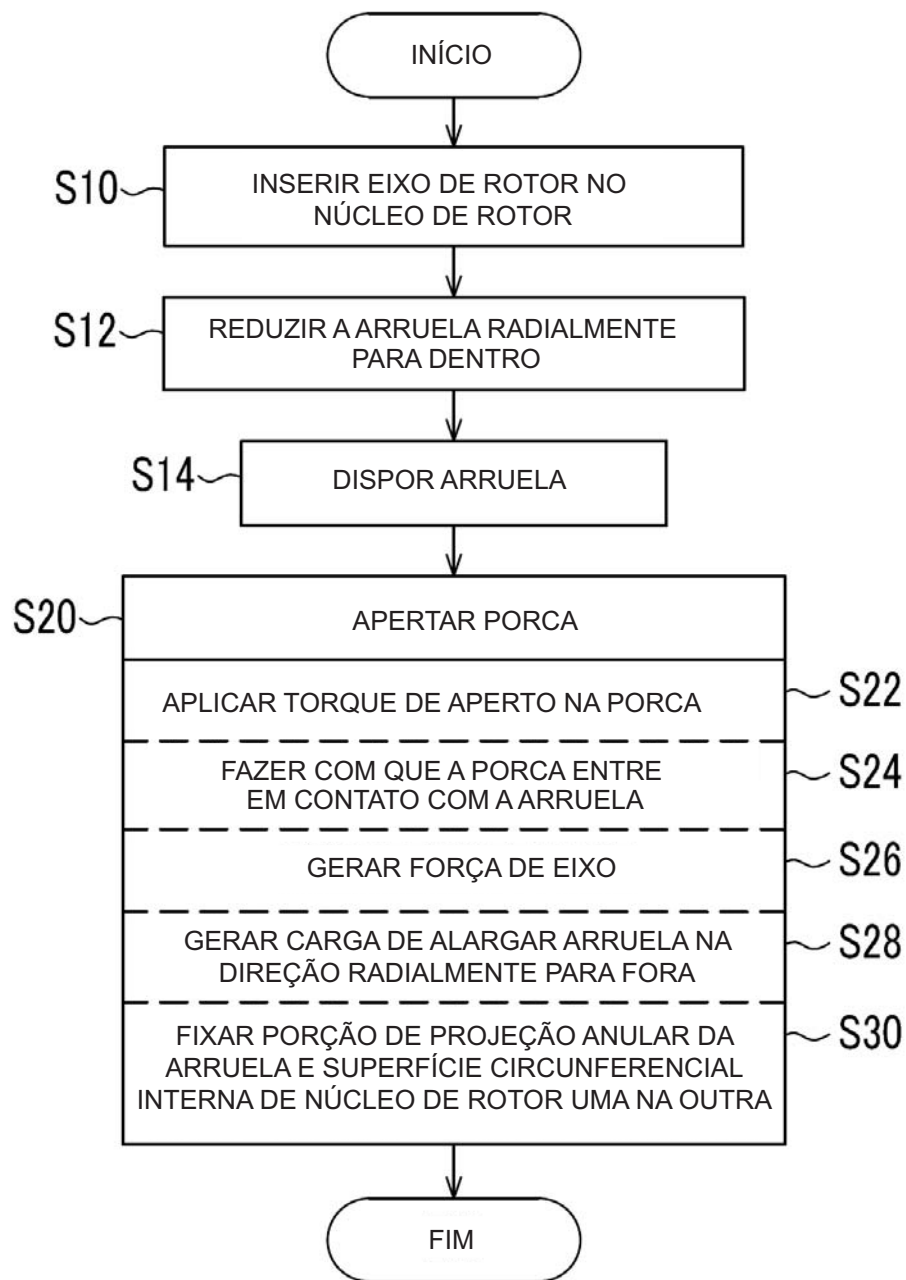 INÍCIO
S10
INSERIR EIXO DE ROTOR NO
NÚCLEO DE ROTOR
S12
REDUZIR A ARRUELA RADIALMENTE
PARA DENTRO
S14
DISPOR ARRUELA
S20
APERTAR PORCA
APLICAR TORQUE DE APERTO NA PORCA
S22
FAZER COM QUE A PORCA ENTRE
EM CONTATO COM A ARRUELA
S24
GERAR FORÇA DE EIXO
S26
GERAR CARGA DE ALARGAR ARRUELA NA
DIREÇÃO RADIALMENTE PARA FORA
S28
FIXAR PORÇÃO DE PROJEÇÃO ANULAR DA
ARRUELA E SUPERFÍCIE CIRCUNFERENCIAL
INTERNA DE NÚCLEO DE ROTOR UMA NA OUTRA
S30
FIM